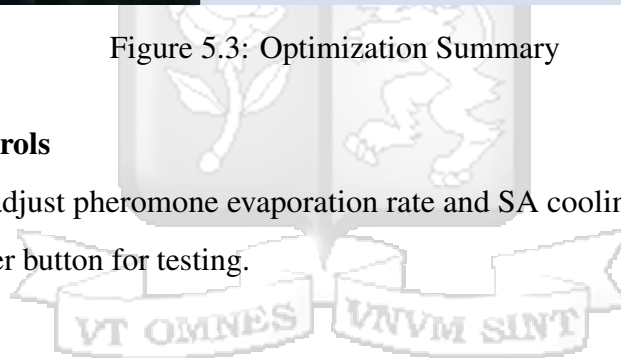 Figure 5.3: Optimization Summary
rols
adjust pheromone evaporation rate and SA coolin
er button for testing.
VT OMNES VNVM SINT